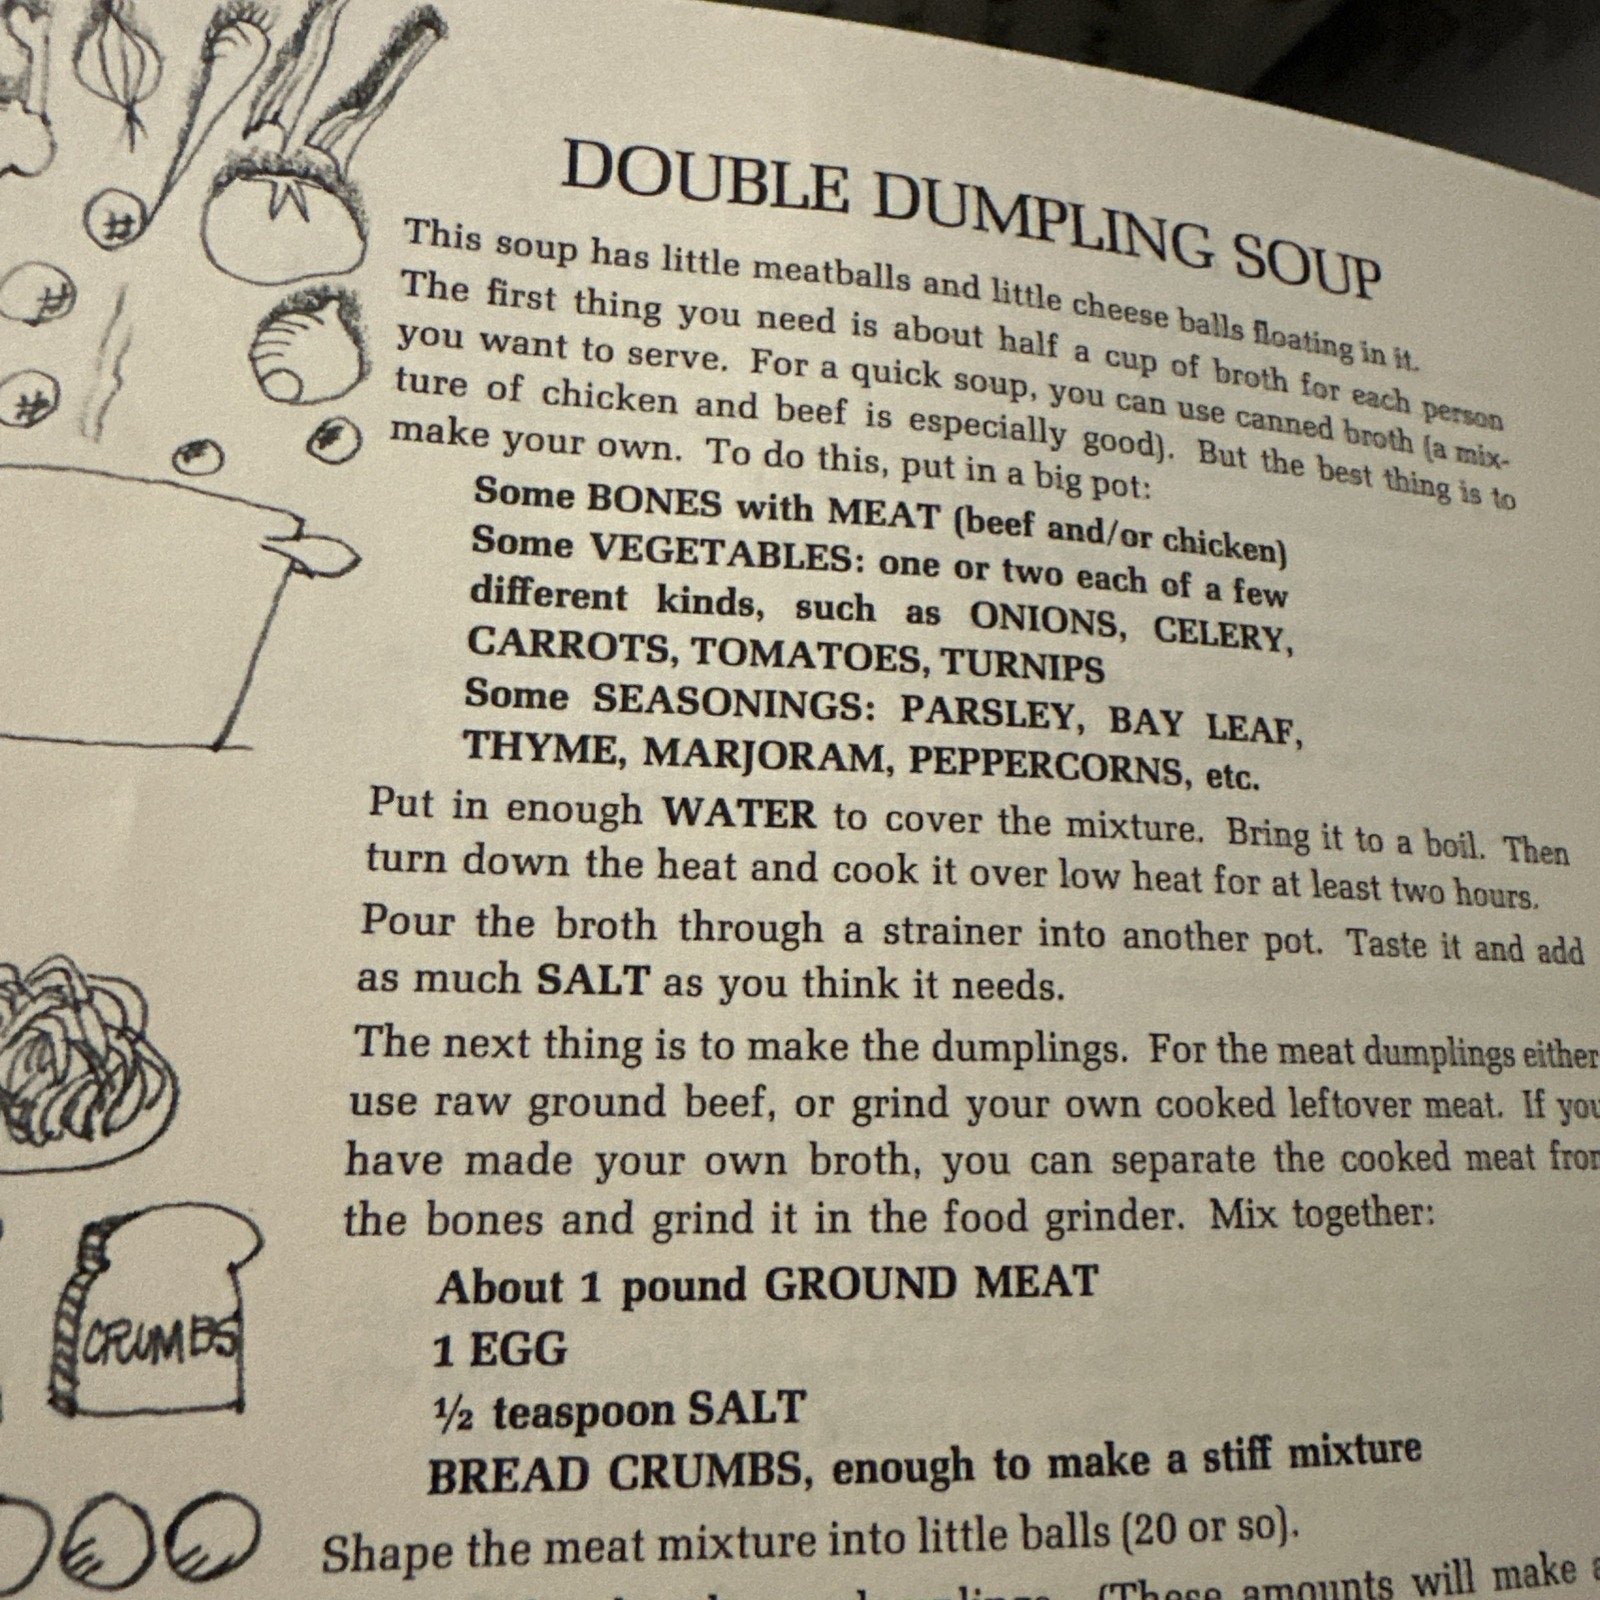 DOUBLE DUMPLING SOUP
This soup has little meatballs and little cheese balls floating in it.
The first thing you need is about half a cup of broth for each person
you want to serve. For a quick soup, you can use canned broth (a mix-
ture of chicken and beef is especially good). But the best thing is to
make your own. To do this, put in a big pot:
Some BONES with MEAT (beef and/or chicken)
Some VEGETABLES: one or two each of a few
different kinds, such as ONIONS, CELERY,
CARROTS, TOMATOES, TURNIPS
Some SEASONINGS: PARSLEY, BAY LEAF,
THYME, MARJORAM, PEPPERCORNS, etc.
Put in enough WATER to cover the mixture. Bring it to a boil. Then
turn down the heat and cook it over low heat for at least two hours.
Pour the broth through a strainer into another pot. Taste it and add
as much SALT as you think it needs.
The next thing is to make the dumplings. For the meat dumplings either
use raw ground beef, or grind your own cooked leftover meat. If you
have made your own broth, you can separate the cooked meat from
the bones and grind it in the food grinder. Mix together:
About 1 pound GROUND MEAT
1 EGG
½ teaspoon SALT
BREAD CRUMBS, enough to make a stiff mixture
Shape the meat mixture into little balls (20 or so).
(These amounts will make
CRUMBS